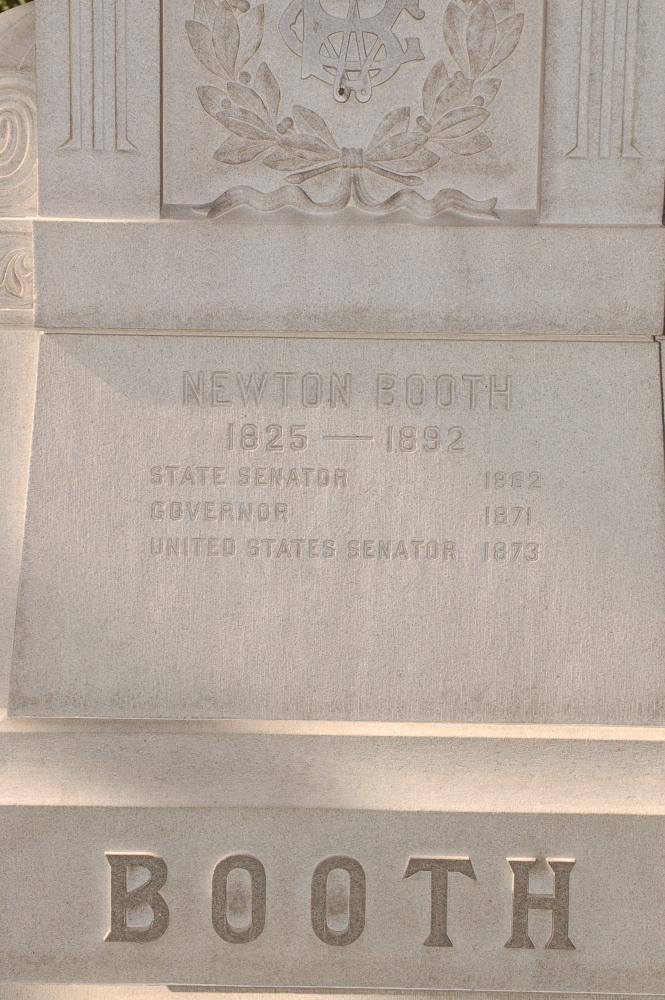 NEWTON BOOTH
1825 — 1892
STATE SENATOR 1862
GOVERNOR 1871
UNITED STATES SENATOR 1873
BOOTH